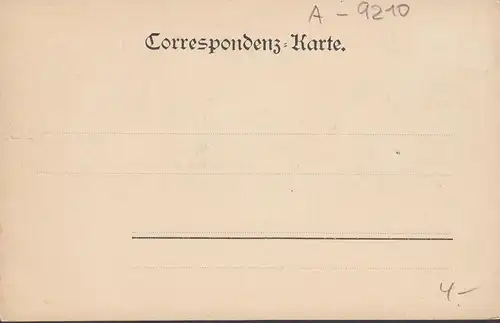 A - 9210
Correspondenz-Karte.
4,-